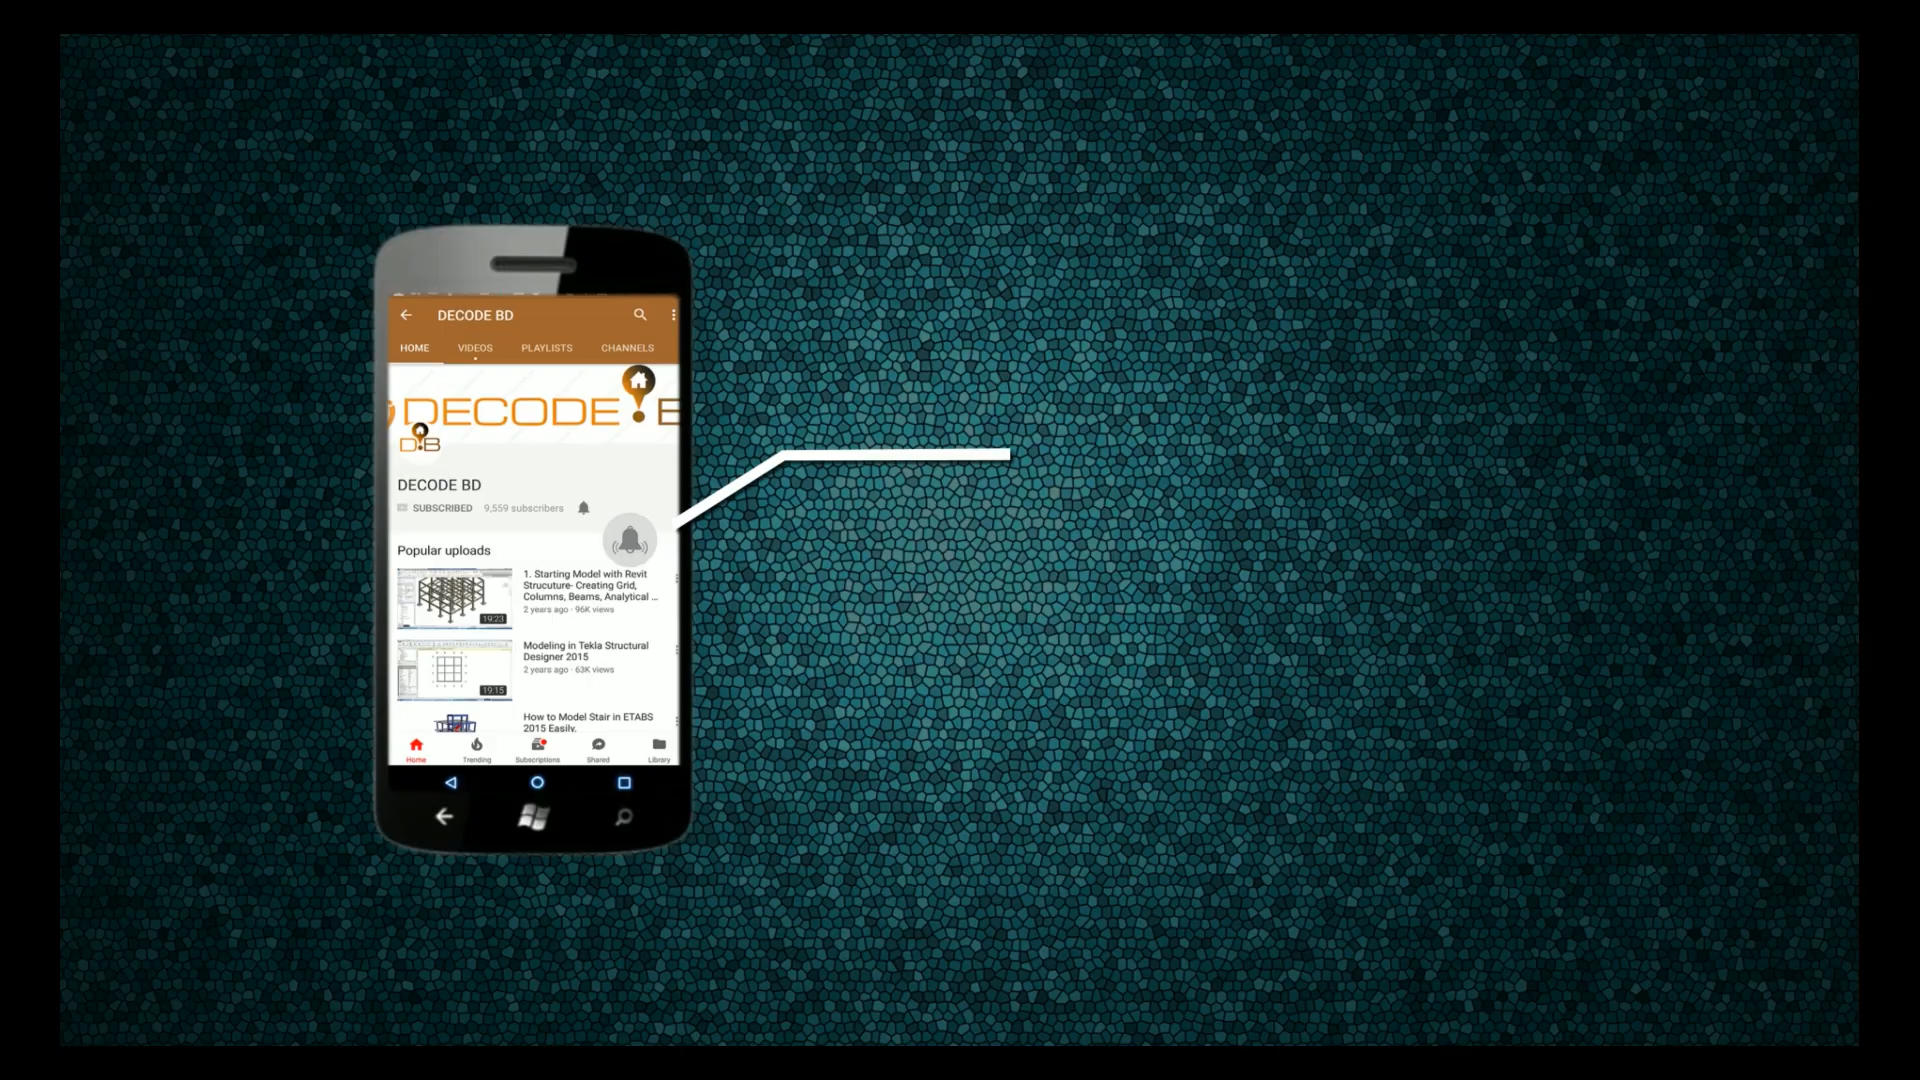 DECODE BD
HOME VIDEOS PLAYLISTS CHANNELS
DECODE B
D B
DECODE BD
SUBSCRIBED 9,559 subscribers
Popular uploads
1. Starting Model with Revit
Strucuture- Creating Grid,
Columns, Beams, Analytical ...
2 years ago · 96K views
19:23
Modeling in Tekla Structural
Designer 2015
2 years ago · 63K views
19:15
How to Model Stair in ETABS
2015 Easily.
Home Trending Subscriptions Shared Library